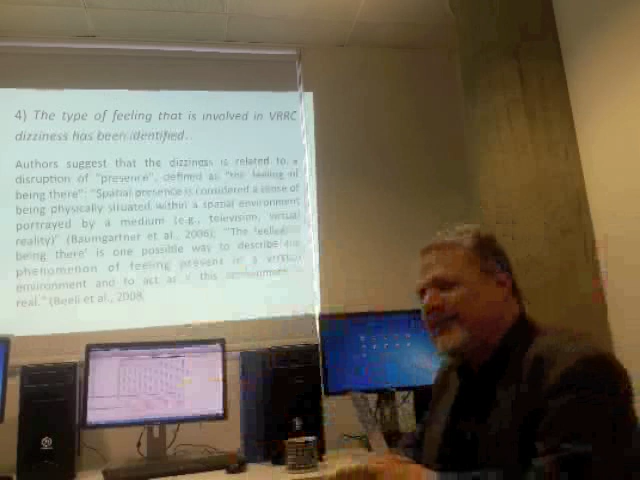 4) The type of feeling that is involved in VRRC
dizziness has been identified..
Authors suggest that the dizziness is related to a
disruption of "presence", defined as "the feeling of
being there". "Spatial presence is considered a sense of
being physically situated within a spatial environment
portrayed by a medium (e.g., television, virtual
reality)" (Baumgartner et al., 2006); "The 'feeling of
being there' is one possible way to describe the
phenomenon of feeling present in a virtual
environment and to act as if this environment
real." (Beeli et al., 2008